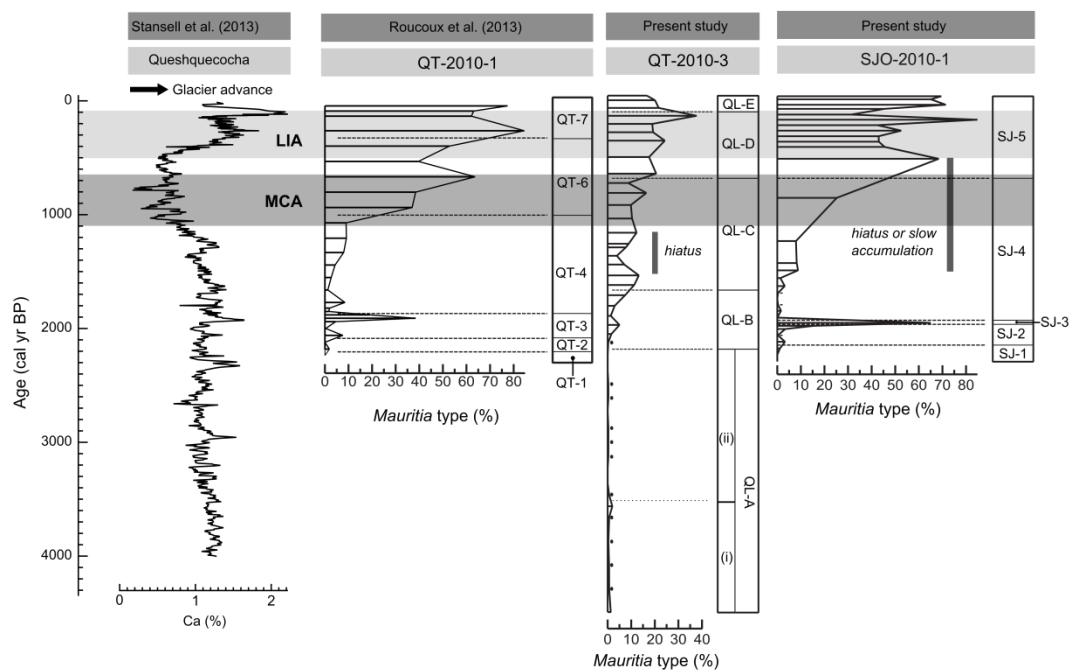 Stansell et al. (2013)
Roucoux et al. (2013)
Present study
Present study
Queshquecocha
QT-2010-1
QT-2010-3
SJO-2010-1
Glacier advance
Age (cal yr BP)
0
1000
2000
3000
4000
LIA
MCA
0 1 2
Ca (%)
QT-7
QT-6
QT-4
QT-3
QT-2
QT-1
0 10 20 30 40 50 60 70 80
Mauritia type (%)
hiatus
QL-E
QL-D
QL-C
QL-B
(ii)
QL-A
(i)
0 10 20 30 40
Mauritia type (%)
hiatus or slow
accumulation
SJ-5
SJ-4
SJ-3
SJ-2
SJ-1
0 10 20 30 40 50 60 70 80
Mauritia type (%)